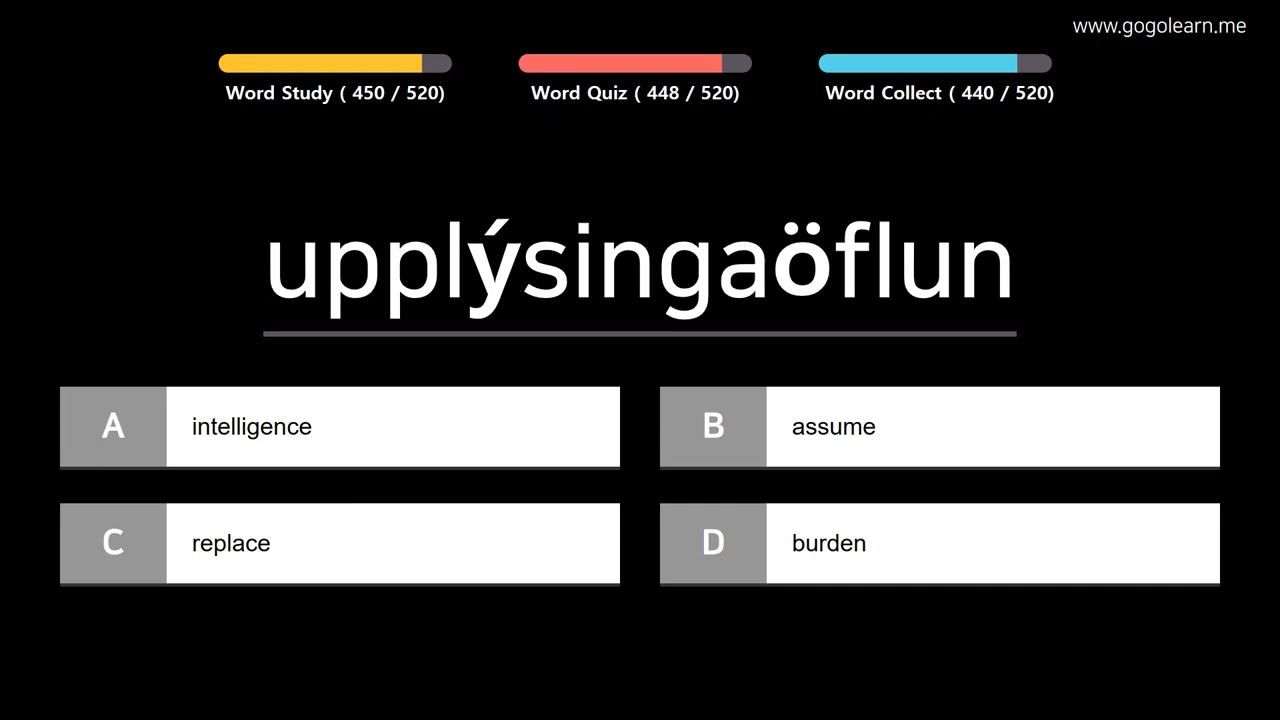 www.gogolearn.me
Word Study ( 450 / 520)
Word Quiz ( 448 / 520)
Word Collect ( 440 / 520)
upplýsingaöflun
A intelligence
B assume
C replace
D burden